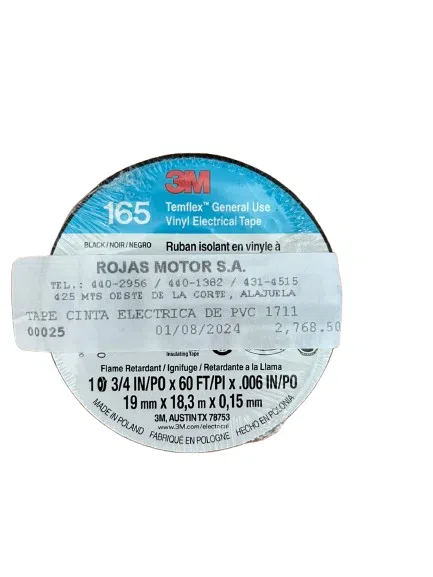 3M
165
Temflex™ General Use
Vinyl Electrical Tape
BLACK/NOIR/NEGRO
Ruban isolant en vinyle à
ROJAS MOTOR S.A.
TEL.: 440-2956 / 440-1382 / 431-4515
425 MTS OESTE DE LA CORTE, ALAJUELA
TAPE CINTA ELECTRICA DE PVC 1711
00025 01/08/2024 2,768.50
Insulating Tape
Flame Retardant / Ignifuge / Retardante a la Llama
3/4 IN/PO x 60 FT/PI x .006 IN/PO
19 mm x 18,3 m x 0,15 mm
3M, AUSTIN TX 78753
www.3M.com/electrical
MADE IN POLAND FABRIQUÉ EN POLOGNE HECHO EN POLONIA